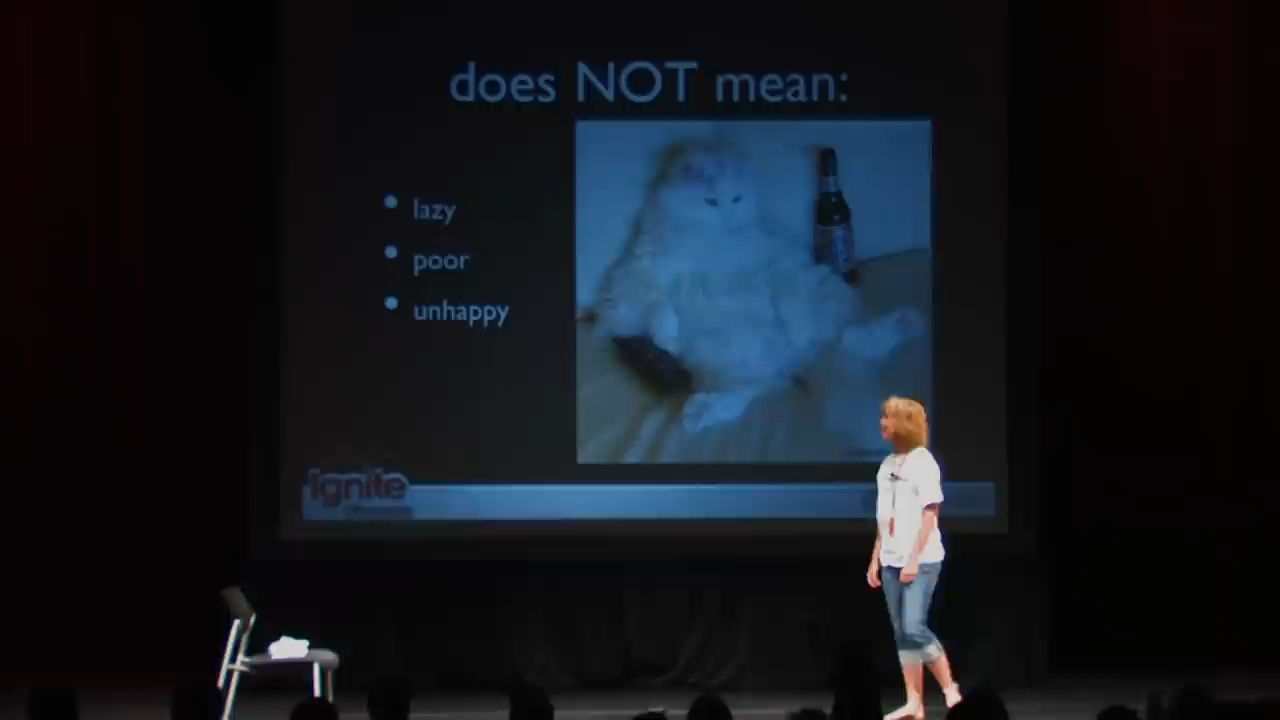 does NOT mean:
• lazy
• poor
• unhappy
ignite